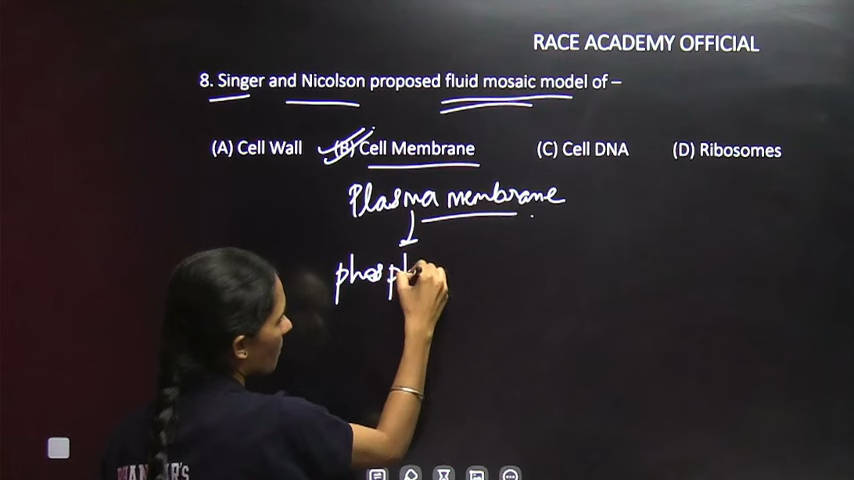 RACE ACADEMY OFFICIAL
8. Singer and Nicolson proposed fluid mosaic model of –
(A) Cell Wall (B) Cell Membrane (C) Cell DNA (D) Ribosomes
Plasma membrane
phosph